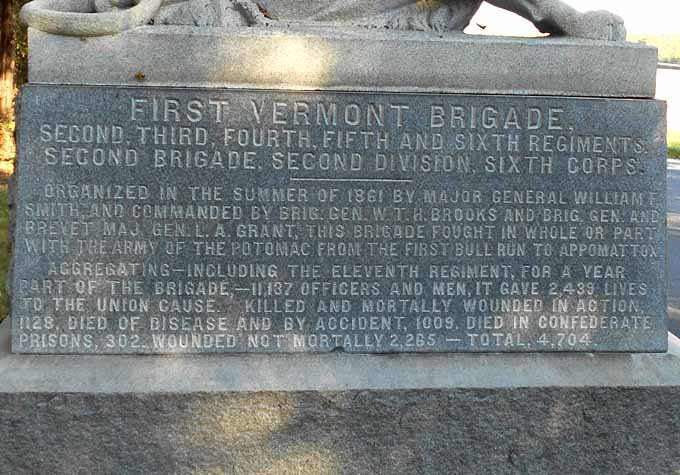 FIRST VERMONT BRIGADE,
SECOND, THIRD, FOURTH, FIFTH AND SIXTH REGIMENTS.
SECOND BRIGADE, SECOND DIVISION, SIXTH CORPS.
ORGANIZED IN THE SUMMER OF 1861 BY MAJOR GENERAL WILLIAM F.
SMITH, AND COMMANDED BY BRIG. GEN. W. T. H. BROOKS AND BRIG. GEN. AND
BREVET MAJ. GEN. L. A. GRANT, THIS BRIGADE FOUGHT IN WHOLE OR PART
WITH THE ARMY OF THE POTOMAC FROM THE FIRST BULL RUN TO APPOMATTOX.
AGGREGATING—INCLUDING THE ELEVENTH REGIMENT, FOR A YEAR
PART OF THE BRIGADE,—11,137 OFFICERS AND MEN, IT GAVE 2,439 LIVES
TO THE UNION CAUSE. KILLED AND MORTALLY WOUNDED IN ACTION,
1128, DIED OF DISEASE AND BY ACCIDENT, 1009, DIED IN CONFEDERATE
PRISONS, 302. WOUNDED NOT MORTALLY 2,265 — TOTAL, 4,704.